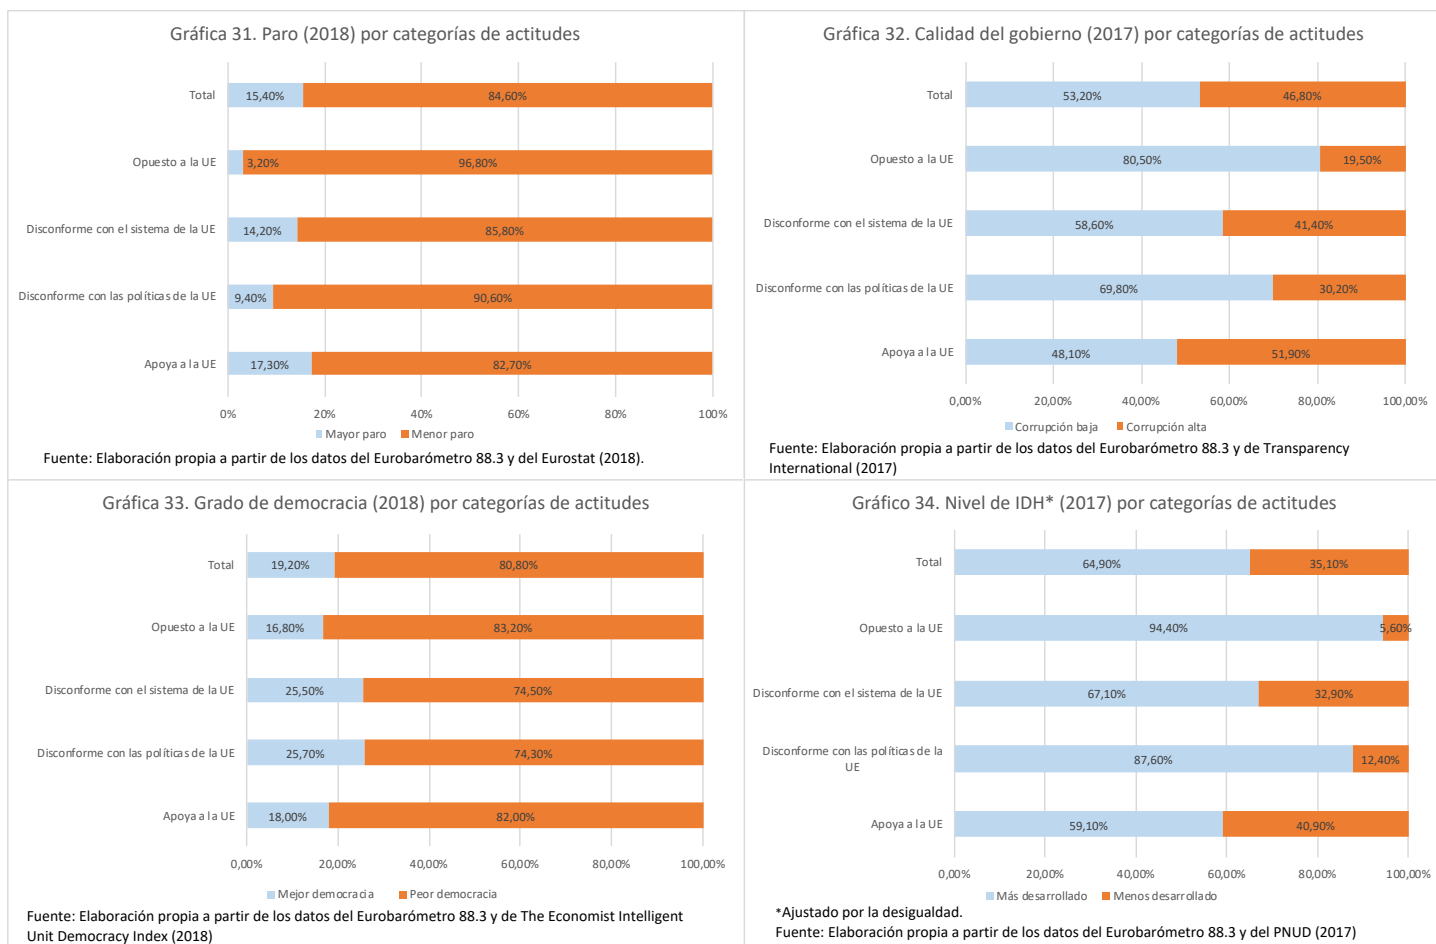 Gráfica 31. Paro (2018) por categorías de actitudes
Total
15,40%
84,60%
Opuesto a la UE
3,20%
96,80%
Disconforme con el sistema de la UE
14,20%
85,80%
Disconforme con las políticas de la UE
9,40%
90,60%
Apoya a la UE
17,30%
82,70%
0%
20%
40%
60%
80%
100%
Mayor paro
Menor paro
Fuente: Elaboración propia a partir de los datos del Eurobarómetro 88.3 y del Eurostat (2018).
Gráfica 32. Calidad del gobierno (2017) por categorías de actitudes
Total
53,20%
46,80%
Opuesto a la UE
80,50%
19,50%
Disconforme con el sistema de la UE
58,60%
41,40%
Disconforme con las políticas de la UE
69,80%
30,20%
Apoya a la UE
48,10%
51,90%
0,00%
20,00%
40,00%
60,00%
80,00%
100,00%
Corrupción baja
Corrupción alta
Fuente: Elaboración propia a partir de los datos del Eurobarómetro 88.3 y de Transparency
International (2017)
Gráfica 33. Grado de democracia (2018) por categorías de actitudes
Total
19,20%
80,80%
Opuesto a la UE
16,80%
83,20%
Disconforme con el sistema de la UE
25,50%
74,50%
Disconforme con las políticas de la UE
25,70%
74,30%
Apoya a la UE
18,00%
82,00%
0,00%
20,00%
40,00%
60,00%
80,00%
100,00%
Mejor democracia
Peor democracia
Fuente: Elaboración propia a partir de los datos del Eurobarómetro 88.3 y de The Economist Intelligent
Unit Democracy Index (2018)
Gráfico 34. Nivel de IDH* (2017) por categorías de actitudes
Total
64,90%
35,10%
Opuesto a la UE
94,40%
5,60%
Disconforme con el sistema de la UE
67,10%
32,90%
Disconforme con las políticas de la
UE
87,60%
12,40%
Apoya a la UE
59,10%
40,90%
0,00%
20,00%
40,00%
60,00%
80,00%
100,00%
Más desarrollado
Menos desarrollado
*Ajustado por la desigualdad.
Fuente: Elaboración propia a partir de los datos del Eurobarómetro 88.3 y del PNUD (2017)